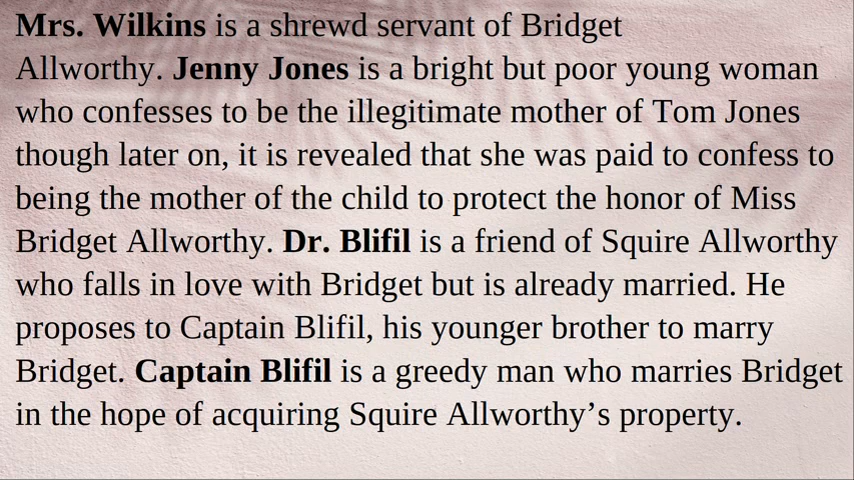 Mrs. Wilkins is a shrewd servant of Bridget
Allworthy. Jenny Jones is a bright but poor young woman
who confesses to be the illegitimate mother of Tom Jones
though later on, it is revealed that she was paid to confess to
being the mother of the child to protect the honor of Miss
Bridget Allworthy. Dr. Blifil is a friend of Squire Allworthy
who falls in love with Bridget but is already married. He
proposes to Captain Blifil, his younger brother to marry
Bridget. Captain Blifil is a greedy man who marries Bridget
in the hope of acquiring Squire Allworthy’s property.